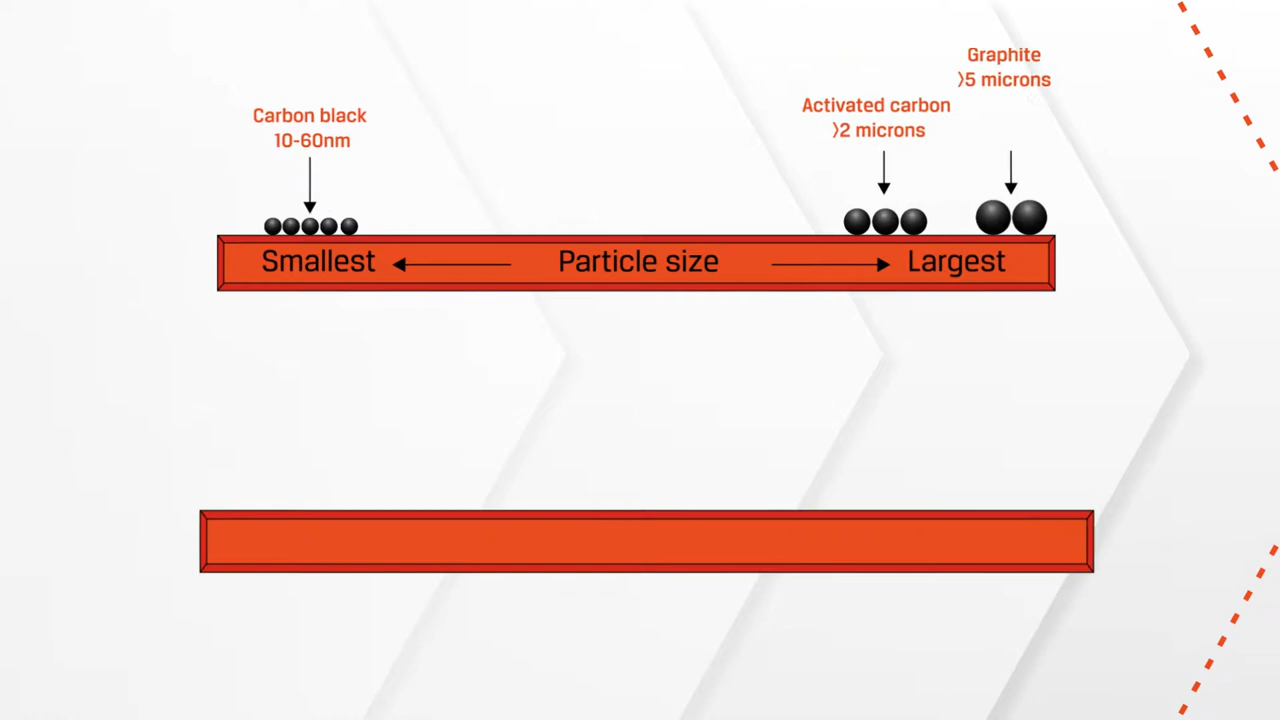 Graphite
⟩5 microns
Activated carbon
⟩2 microns
Carbon black
10-60nm
Smallest
Particle size
Largest